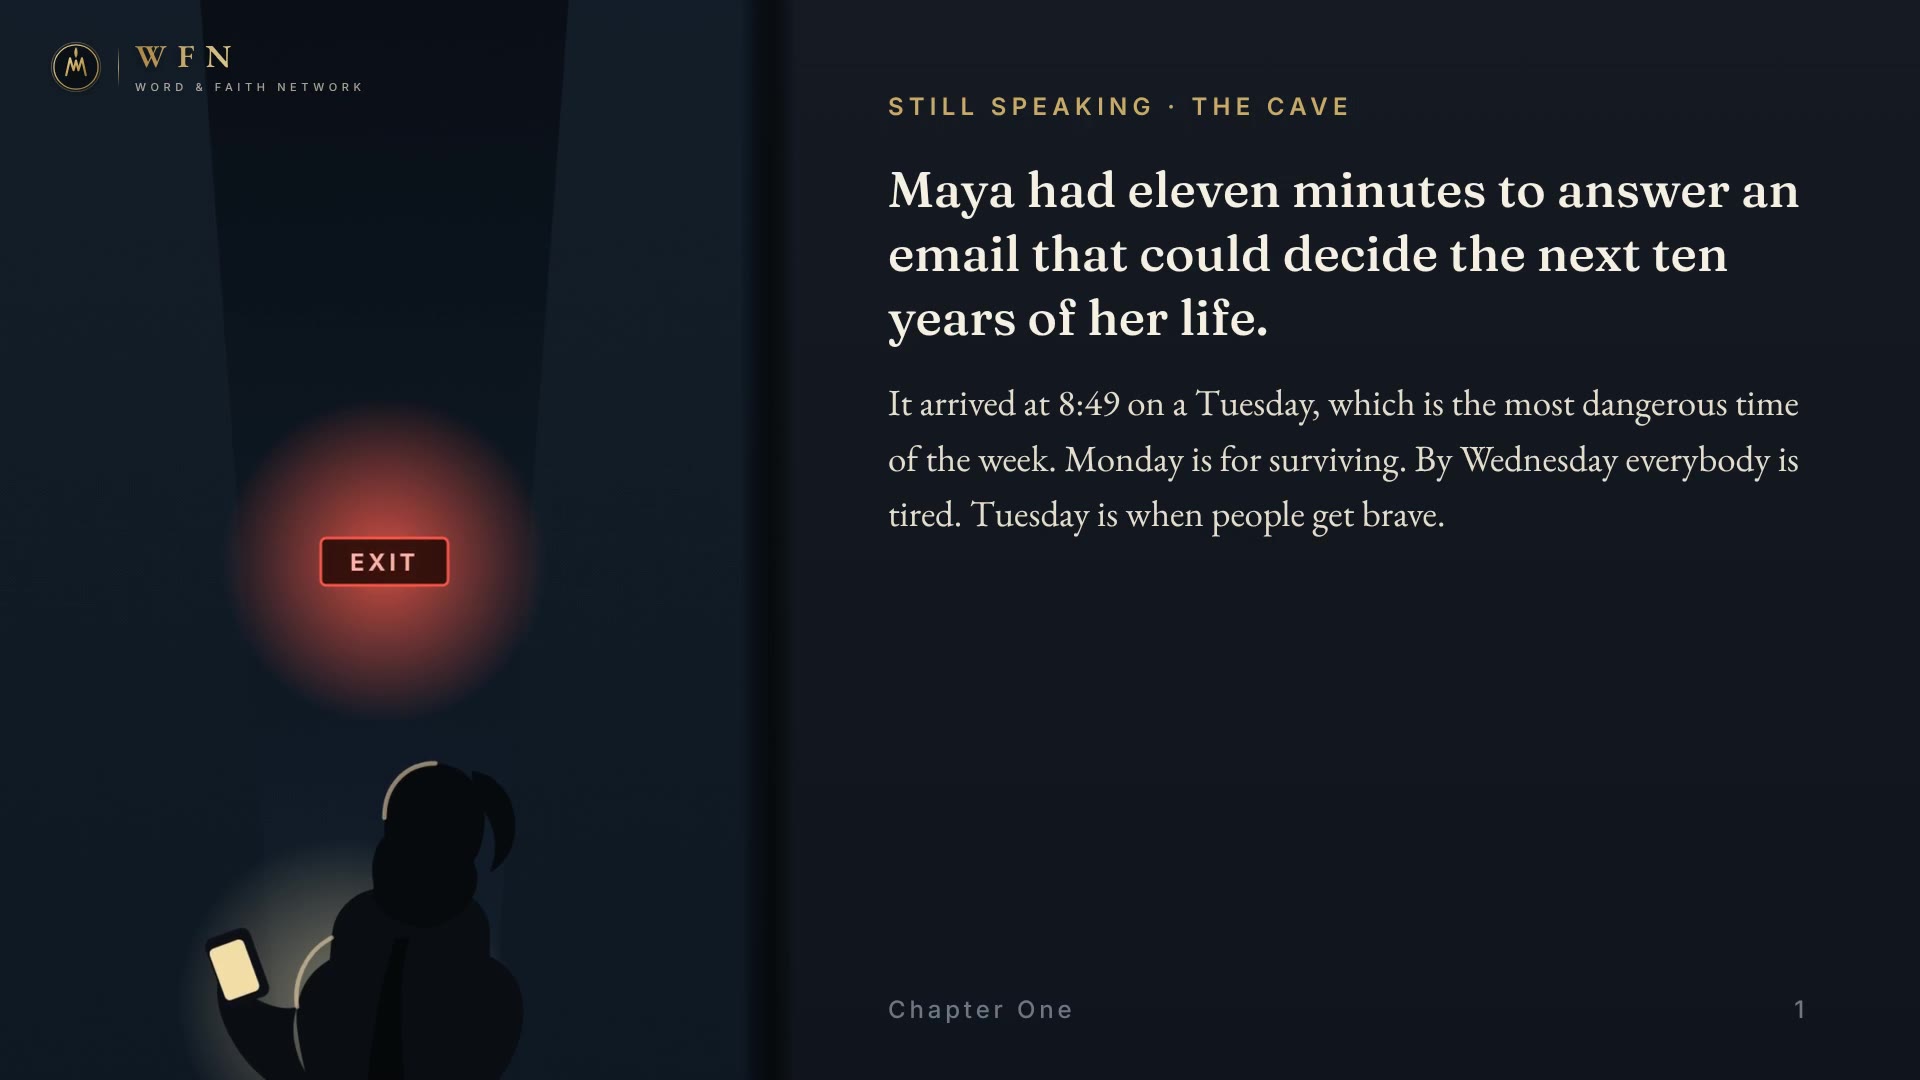 WFN
WORD & FAITH NETWORK
STILL SPEAKING · THE CAVE
Maya had eleven minutes to answer an
email that could decide the next ten
years of her life.
It arrived at 8:49 on a Tuesday, which is the most dangerous time
of the week. Monday is for surviving. By Wednesday everybody is
tired. Tuesday is when people get brave.
EXIT
Chapter One
1